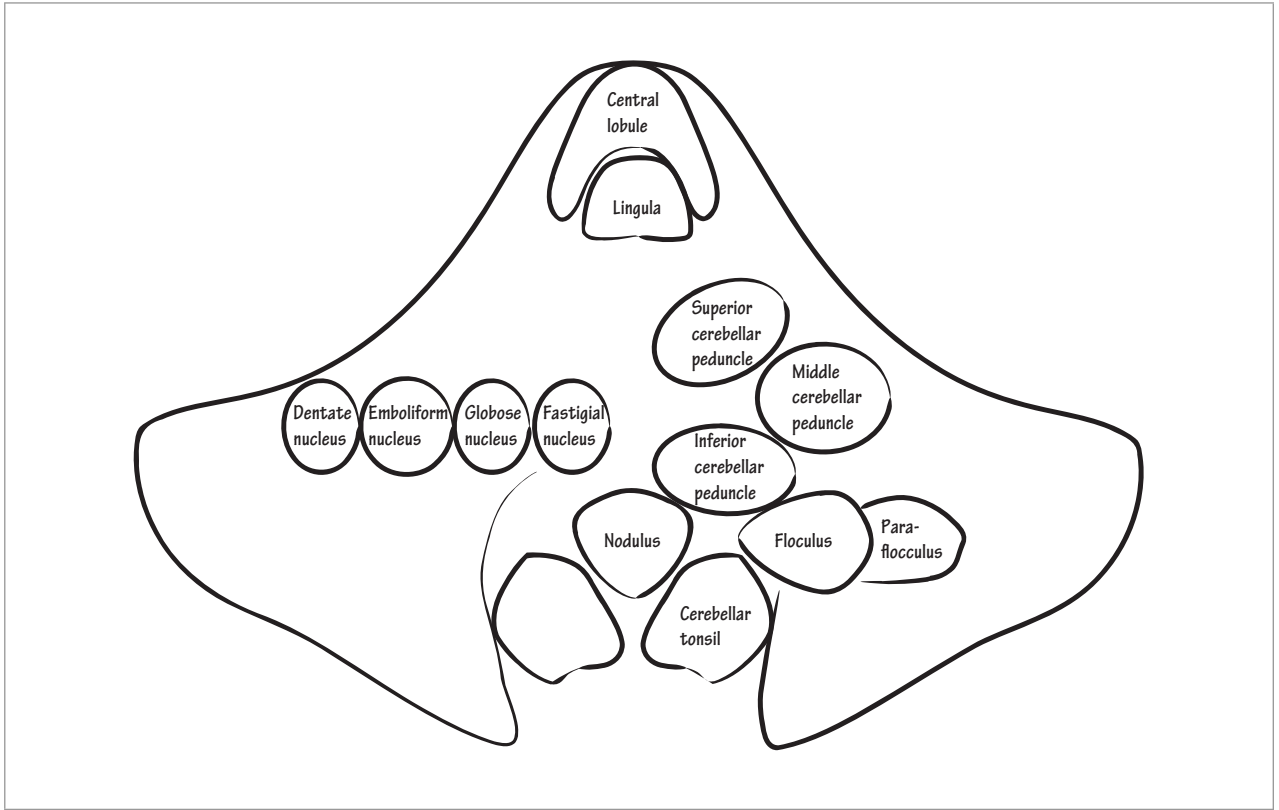 Central
lobule
Lingula
Superior
cerebellar
peduncle
Middle
cerebellar
peduncle
Dentate
nucleus
Emboliform
nucleus
Globose
nucleus
Fastigial
nucleus
Inferior
cerebellar
peduncle
Nodulus
Floculus
Para-
flocculus
Cerebellar
tonsil